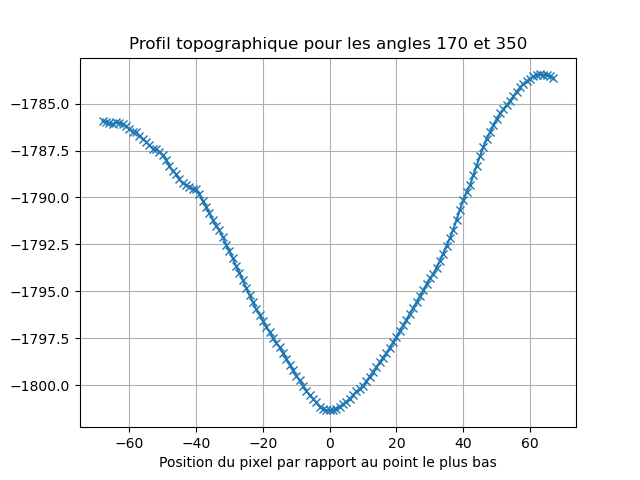 Profil topographique pour les angles 170 et 350
−1785.0
−1787.5
−1790.0
−1792.5
−1795.0
−1797.5
−1800.0
−60 −40 −20 0 20 40 60
Position du pixel par rapport au point le plus bas